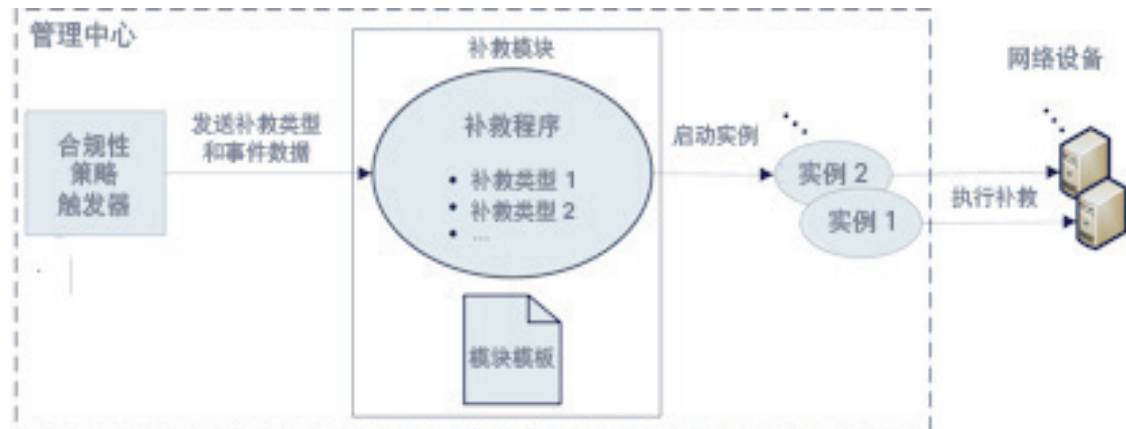 管理中心
补救模块
网络设备
合规性
策略
触发器
发送补救类型
和事件数据
补救程序
• 补救类型 1
• 补救类型 2
• ...
启动实例
实例 2
实例 1
执行补救
模块模板